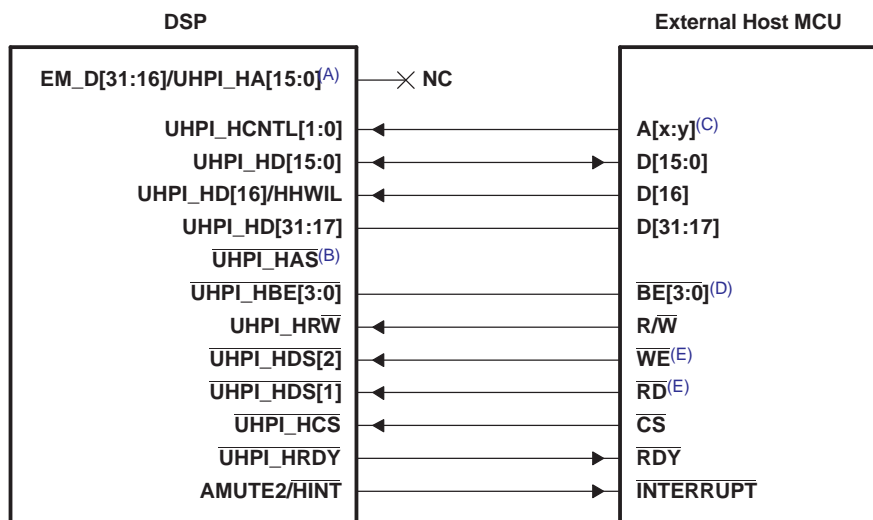 DSP External Host MCU
EM_D[31:16]/UHPI_HA[15:0](A) NC
UHPI_HCNTL[1:0] A[x:y](C)
UHPI_HD[15:0] D[15:0]
UHPI_HD[16]/HHWIL D[16]
UHPI_HD[31:17] D[31:17]
UHPI_HAS(B)
UHPI_HBE[3:0] BE[3:0](D)
UHPI_HRW R/W
UHPI_HDS[2] WE(E)
UHPI_HDS[1] RD(E)
UHPI_HCS CS
UHPI_HRDY RDY
AMUTE2/HINT INTERRUPT